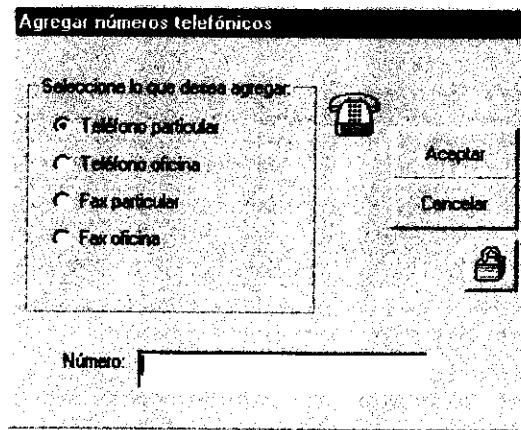 Agregar números telefónicos
Seleccione lo que desea agregar:
Teléfono particular
Teléfono oficina
Fax particular
Fax oficina
Aceptar
Cancelar
Número: